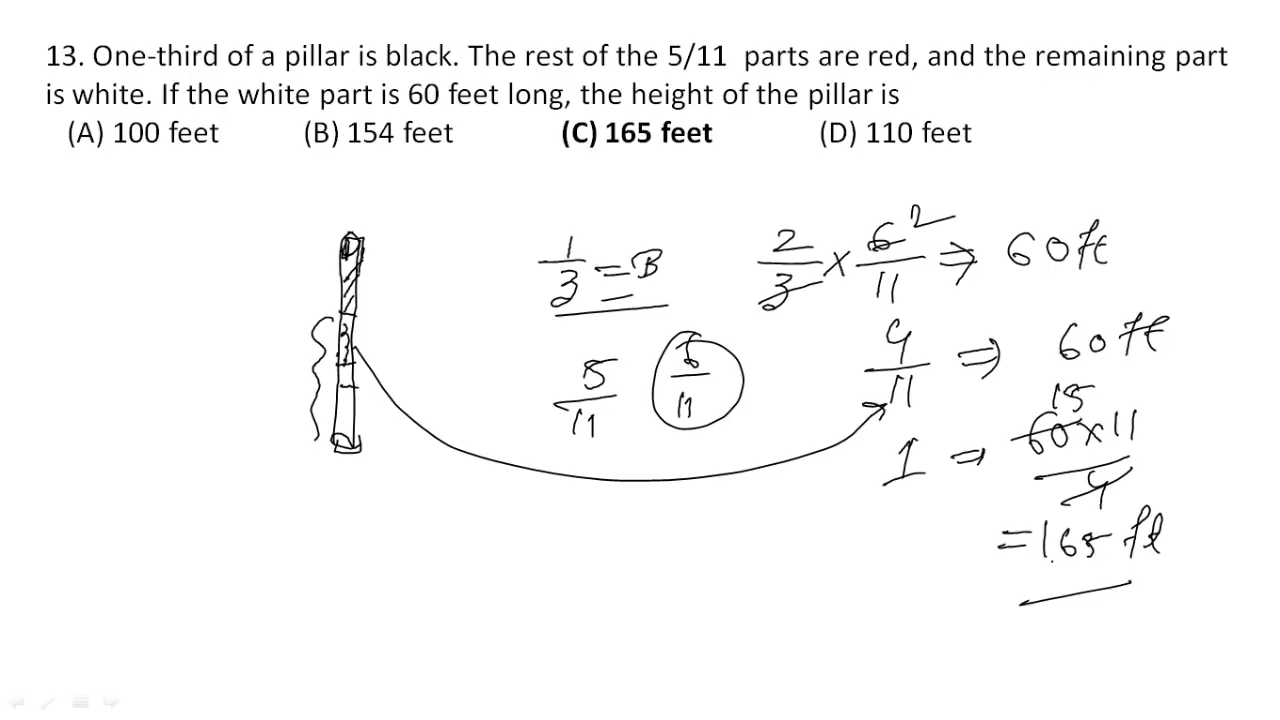 13. One-third of a pillar is black. The rest of the 5/11 parts are red, and the remaining part
is white. If the white part is 60 feet long, the height of the pillar is
(A) 100 feet (B) 154 feet (C) 165 feet (D) 110 feet
1/3 = B
2/3 × 6/11 ⇒ 60 ft
2
5/11 6/11
4/11 ⇒ 60 ft
15
1 ⇒ 60×11/4
= 165 ft